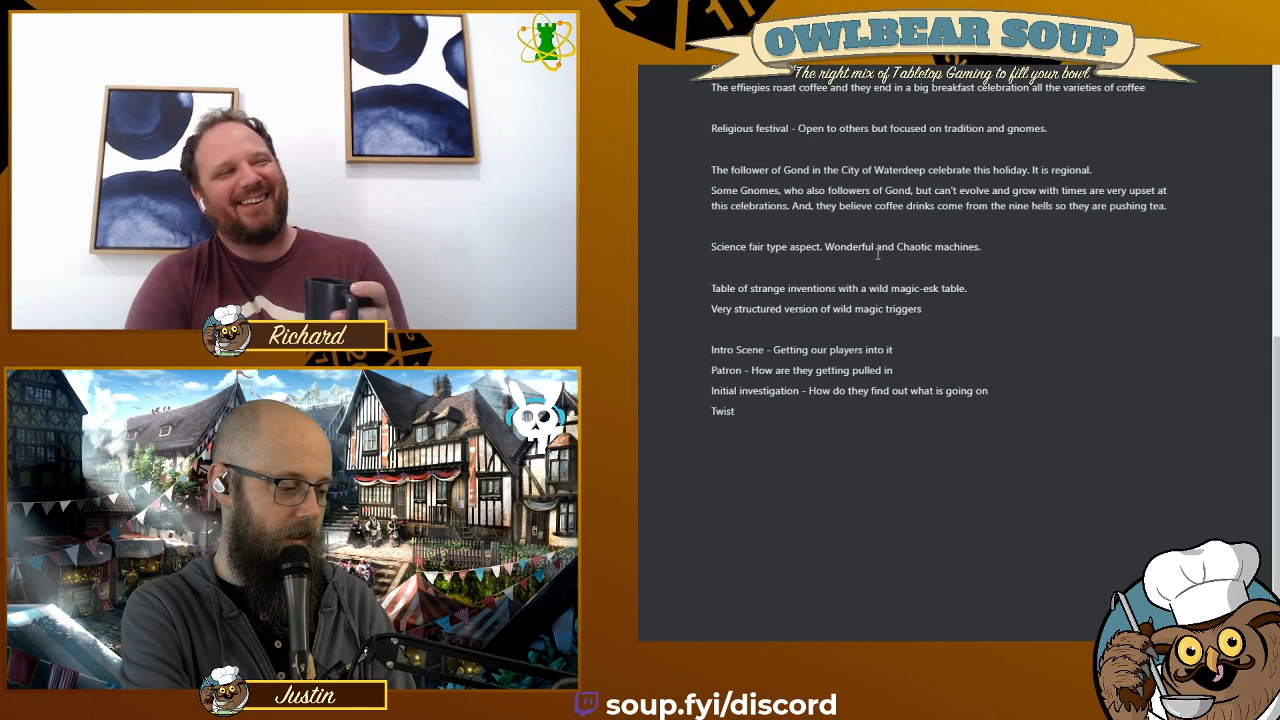 OWLBEAR SOUP
The right mix of Tabletop Gaming to fill your bowl
The effiegies roast coffee and they end in a big breakfast celebration all the varieties of coffee
Religious festival - Open to others but focused on tradition and gnomes.
The follower of Gond in the City of Waterdeep celebrate this holiday. It is regional.
Some Gnomes, who also followers of Gond, but can't evolve and grow with times are very upset at
this celebrations. And, they believe coffee drinks come from the nine hells so they are pushing tea.
Science fair type aspect. Wonderful and Chaotic machines.
Table of strange inventions with a wild magic-esk table.
Very structured version of wild magic triggers
Intro Scene - Getting our players into it
Patron - How are they getting pulled in
Initial investigation - How do they find out what is going on
Twist
Richard
Justin
soup.fyi/discord